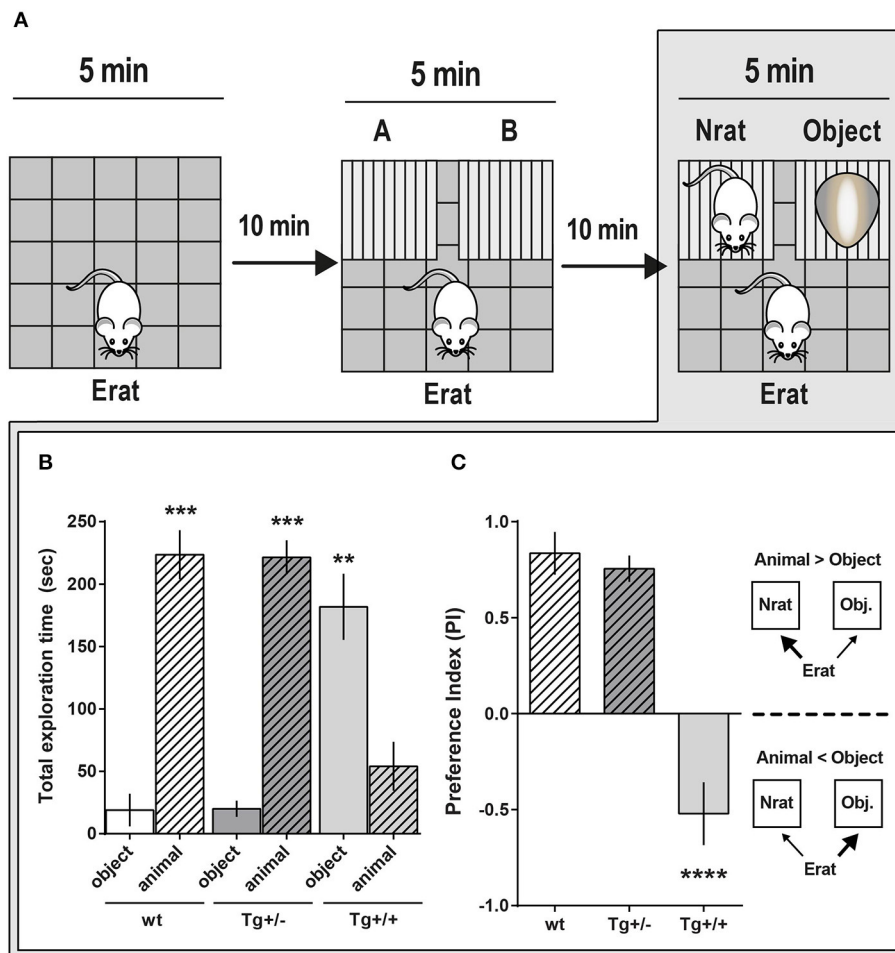 A
5 min
5 min
5 min
A B
Nrat Object
10 min
10 min
Erat
Erat
Erat
B
Total exploration time (sec)
250
200
150
100
50
0
***
***
**
object animal object animal object animal
wt Tg+/- Tg+/+
C
Preference Index (PI)
1.0
0.5
0.0
-0.5
-1.0
****
wt Tg+/- Tg+/+
Animal > Object
Nrat Obj.
Erat
Animal < Object
Nrat Obj.
Erat